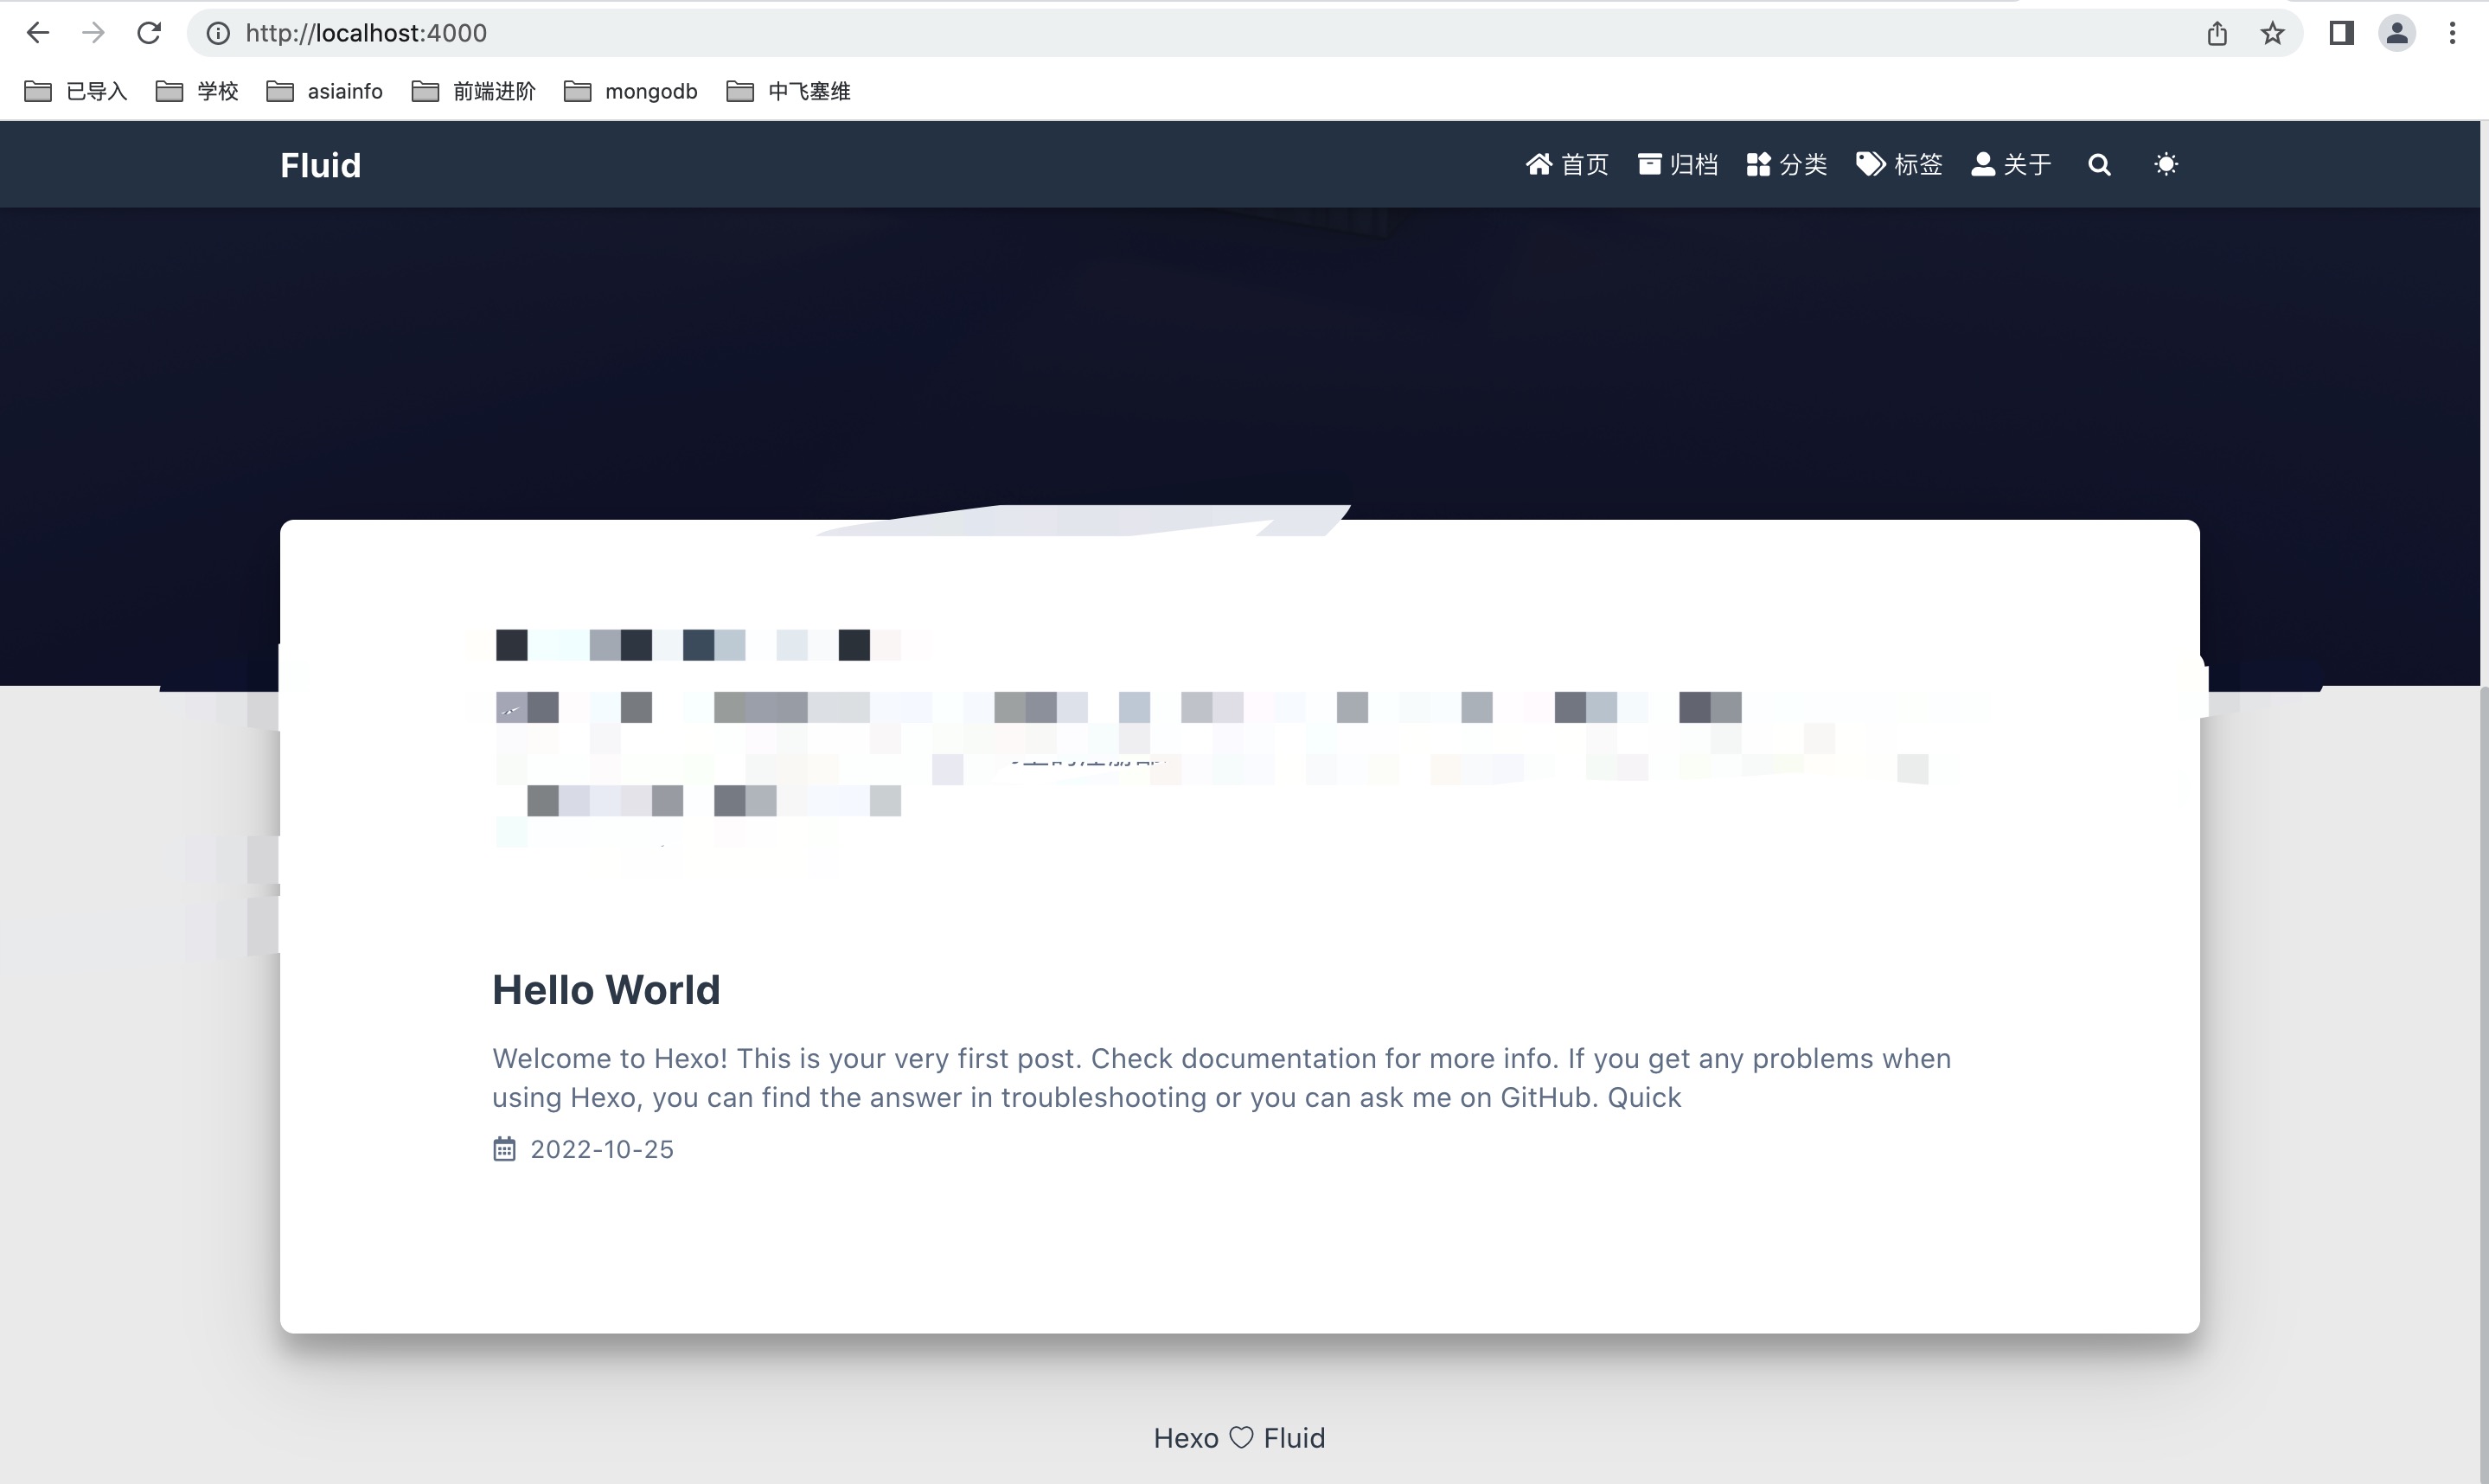 http://localhost:4000
已导入 学校 asiainfo 前端进阶 mongodb 中飞塞维
Fluid 首页 归档 分类 标签 关于
Hello World
Welcome to Hexo! This is your very first post. Check documentation for more info. If you get any problems when
using Hexo, you can find the answer in troubleshooting or you can ask me on GitHub. Quick
2022-10-25
Hexo ♡ Fluid